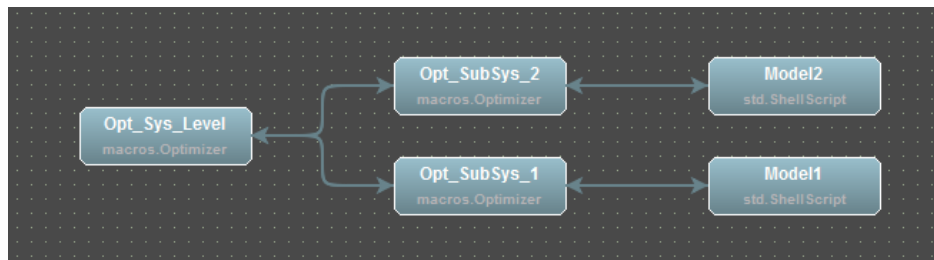 Opt_SubSys_2
macros.Optimizer
Model2
std.ShellScript
Opt_Sys_Level
macros.Optimizer
Opt_SubSys_1
macros.Optimizer
Model1
std.ShellScript